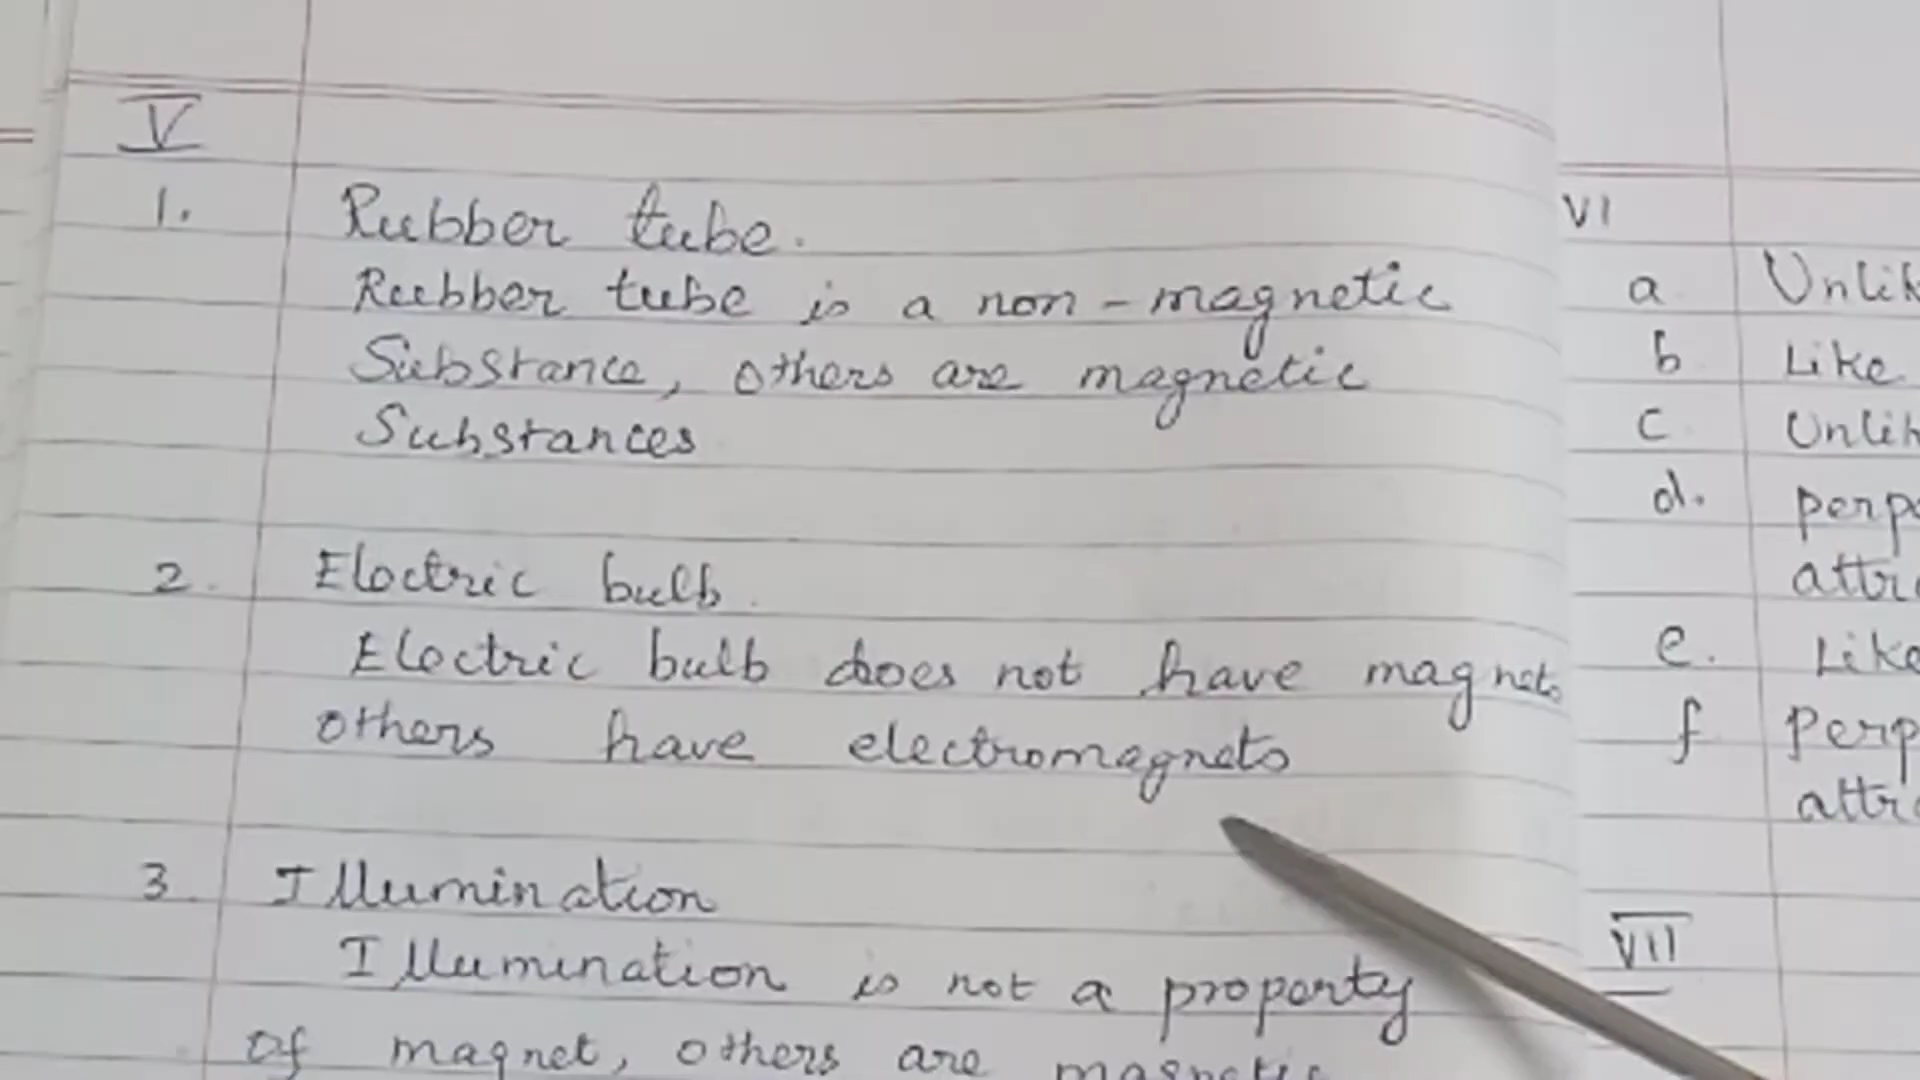 V
1. Rubber tube.
Rubber tube is a non-magnetic
Substance, others are magnetic
Substances
2. Electric bulb.
Electric bulb does not have magnets
others have electromagnets
3. Illumination
Illumination is not a property
of magnet, others are magnetic
VI
a
b Like
c
d.
e. Like
f
VII